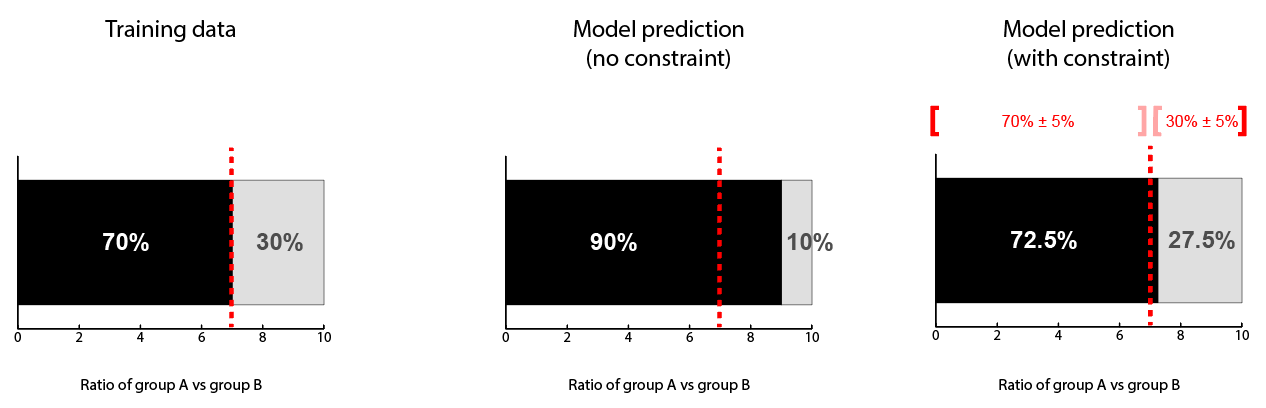 Training data
70%
30%
0 2 4 6 8 10
Ratio of group A vs group B
Model prediction
(no constraint)
90%
10%
0 2 4 6 8 10
Ratio of group A vs group B
Model prediction
(with constraint)
[ 70% ± 5% ] [ 30% ± 5% ]
72.5%
27.5%
0 2 4 6 8 10
Ratio of group A vs group B